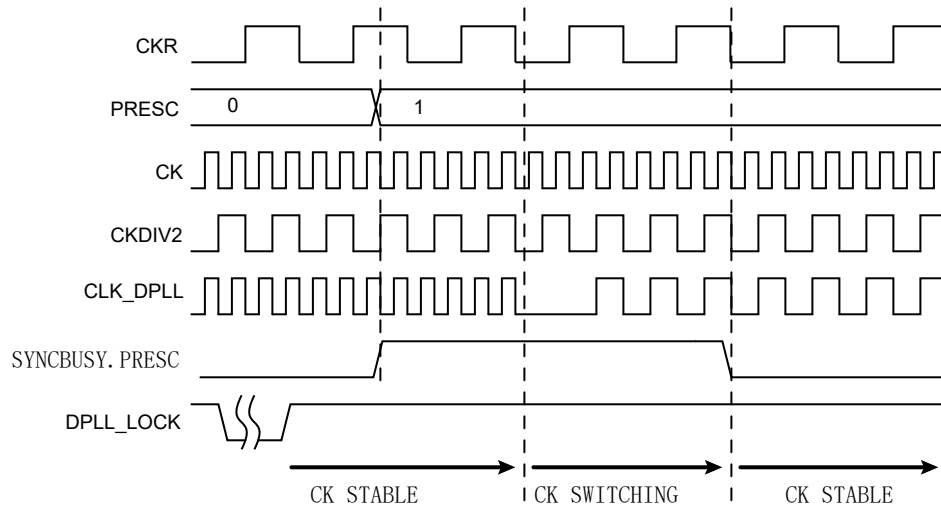 CKR
PRESC 0 1
CK
CKDIV2
CLK_DPLL
SYNCBUSY.PRESC
DPLL_LOCK
CK STABLE CK SWITCHING CK STABLE